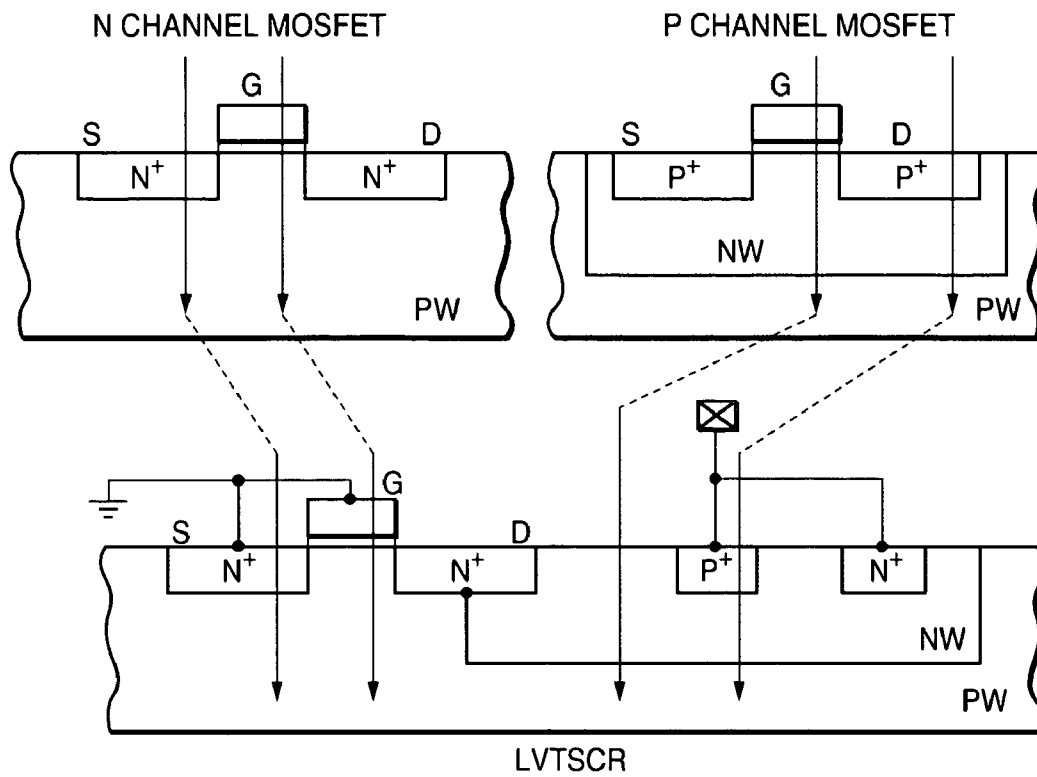 N CHANNEL MOSFET
P CHANNEL MOSFET
G
G
S
D
S
D
N+
N+
P+
P+
NW
PW
PW
G
S
D
N+
N+
P+
N+
NW
PW
LVTSCR